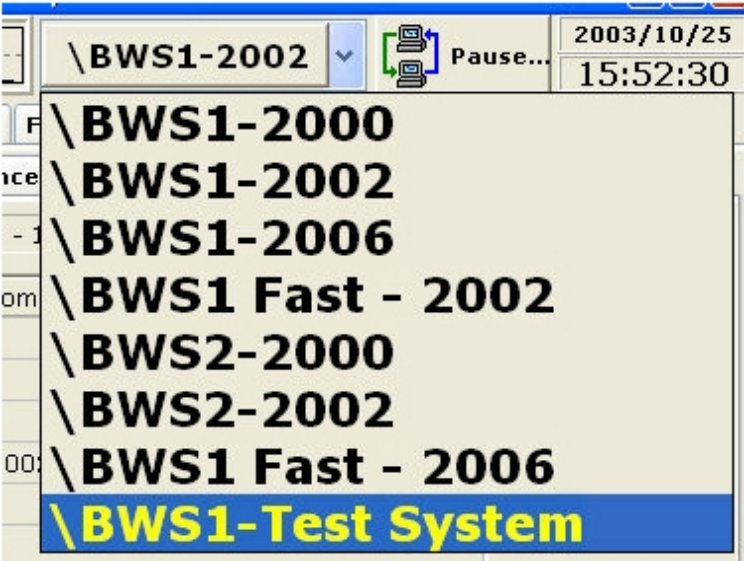 \BWS1-2002
Pause...
2003/10/25
15:52:30
\BWS1-2000
\BWS1-2002
\BWS1-2006
\BWS1 Fast - 2002
\BWS2-2000
\BWS2-2002
\BWS1 Fast - 2006
\BWS1-Test System